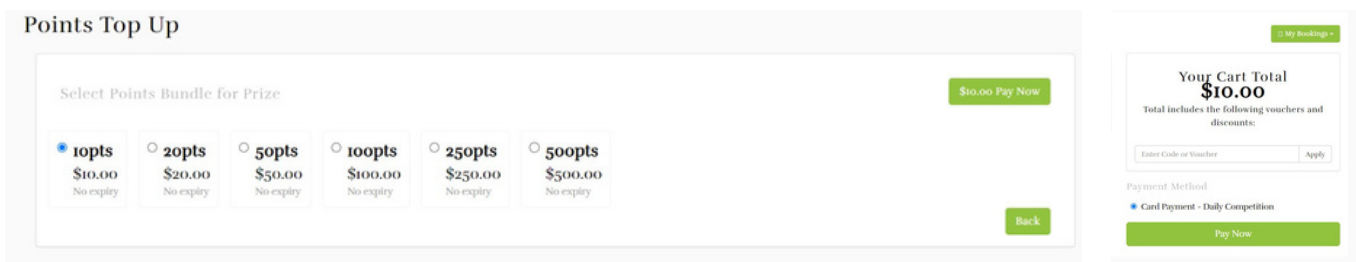 Points Top Up
Select Points Bundle for Prize
$10.00 Pay Now
10pts
$10.00
No expiry
20pts
$20.00
No expiry
50pts
$50.00
No expiry
100pts
$100.00
No expiry
250pts
$250.00
No expiry
500pts
$500.00
No expiry
Back
My Bookings
Your Cart Total
$10.00
Total includes the following vouchers and
discounts:
Enter Code or Voucher
Apply
Payment Method
Card Payment - Daily Competition
Pay Now